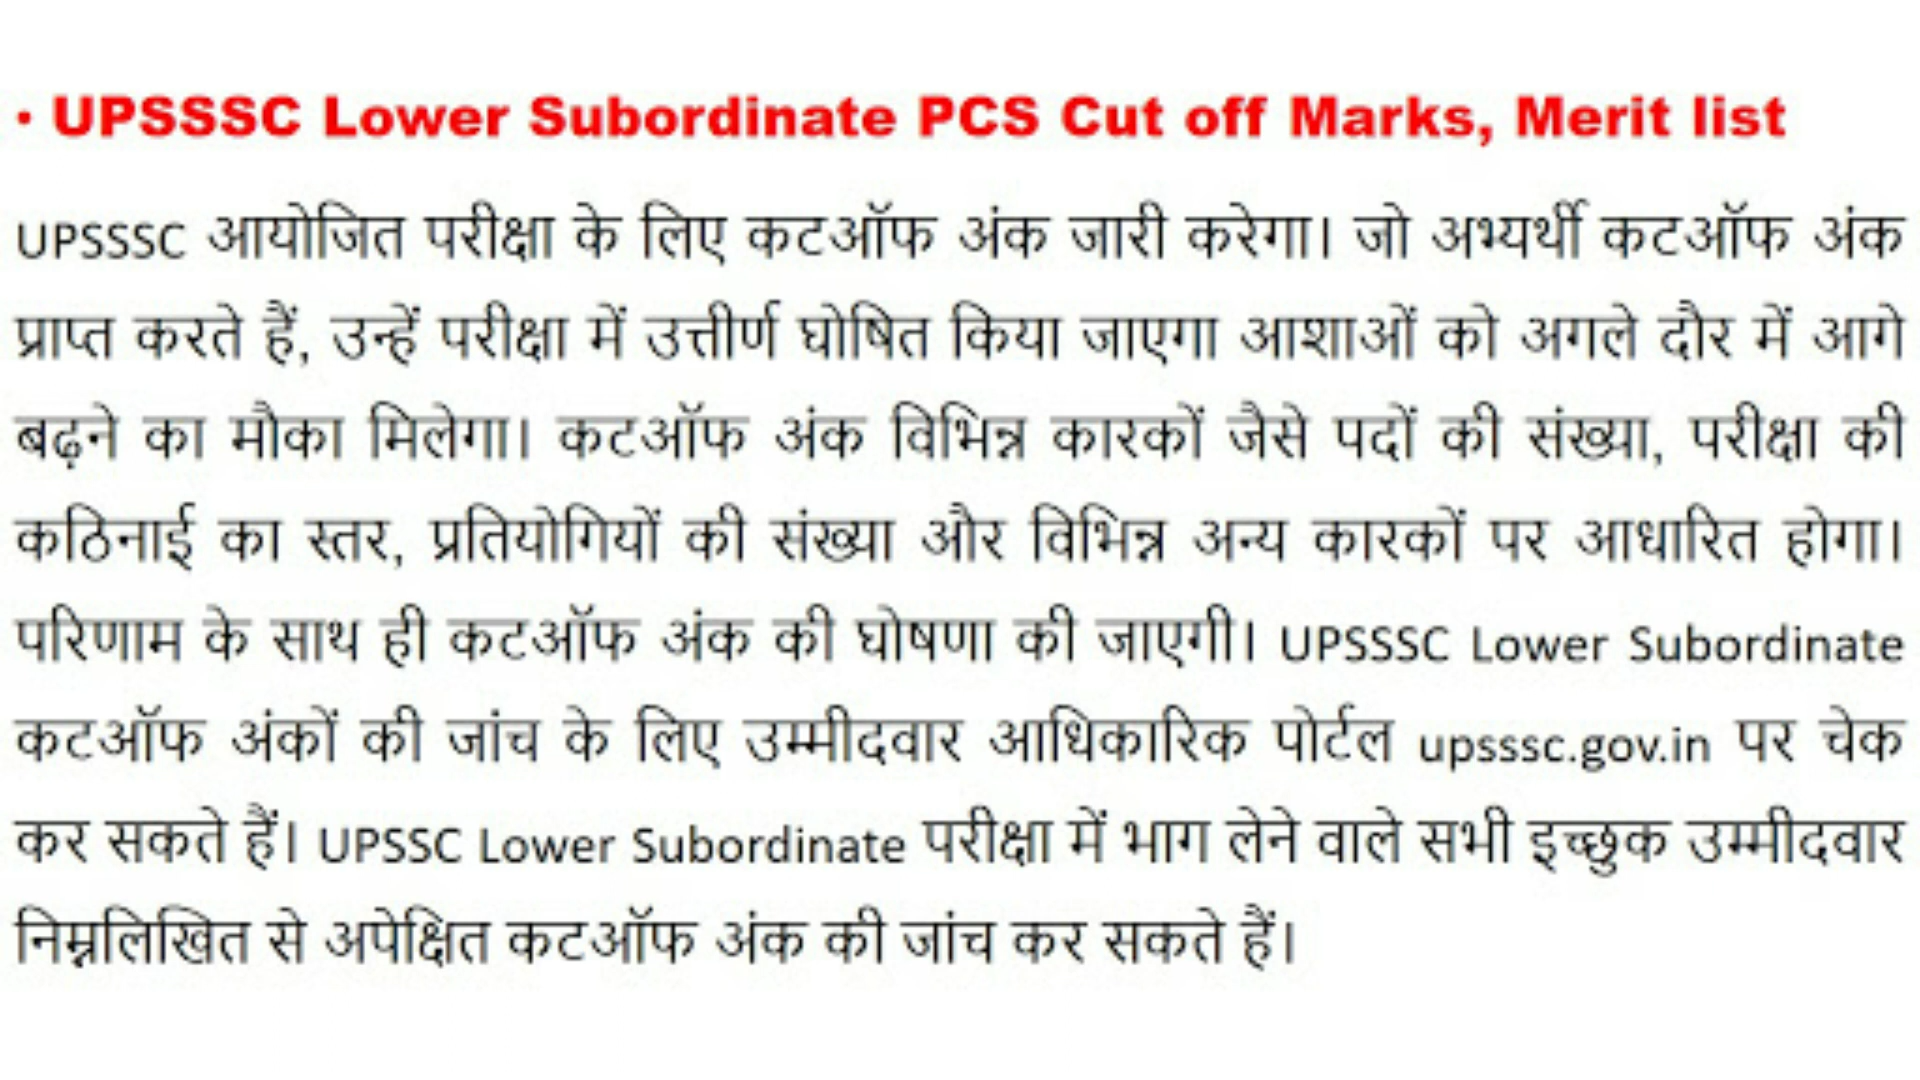 • UPSSSC Lower Subordinate PCS Cut off Marks, Merit list
UPSSSC आयोजित परीक्षा के लिए कटऑफ अंक जारी करेगा। जो अभ्यर्थी कटऑफ अंक
प्राप्त करते हैं, उन्हें परीक्षा में उत्तीर्ण घोषित किया जाएगा आशाओं को अगले दौर में आगे
बढ़ने का मौका मिलेगा। कटऑफ अंक विभिन्न कारकों जैसे पदों की संख्या, परीक्षा की
कठिनाई का स्तर, प्रतियोगियों की संख्या और विभिन्न अन्य कारकों पर आधारित होगा।
परिणाम के साथ ही कटऑफ अंक की घोषणा की जाएगी। UPSSSC Lower Subordinate
कटऑफ अंकों की जांच के लिए उम्मीदवार आधिकारिक पोर्टल upsssc.gov.in पर चेक
कर सकते हैं। UPSSC Lower Subordinate परीक्षा में भाग लेने वाले सभी इच्छुक उम्मीदवार
निम्नलिखित से अपेक्षित कटऑफ अंक की जांच कर सकते हैं।